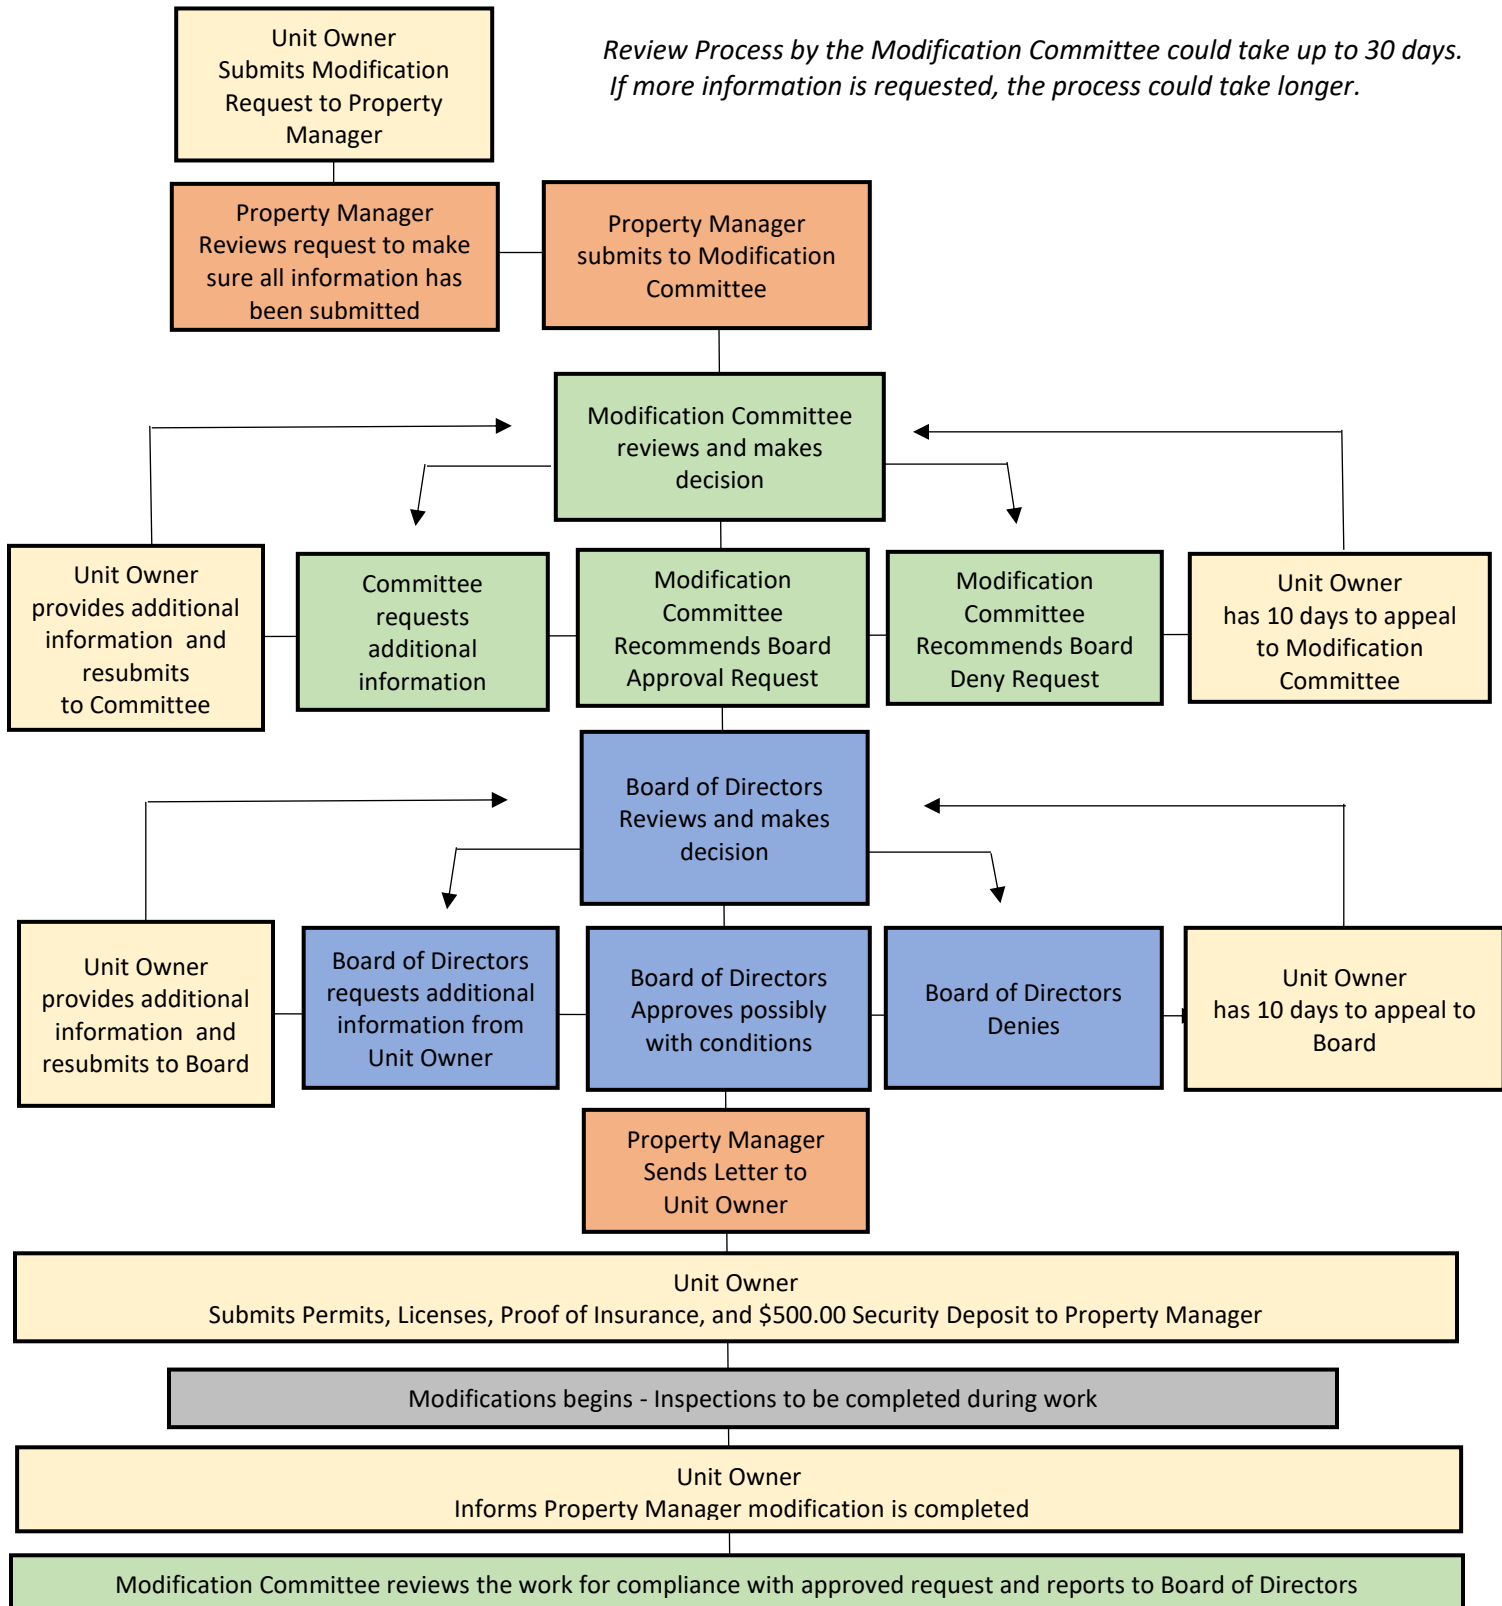 Unit Owner
Submits Modification
Request to Property
Manager
Review Process by the Modification Committee could take up to 30 days.
If more information is requested, the process could take longer.
Property Manager
Reviews request to make
sure all information has
been submitted
Property Manager
submits to Modification
Committee
Modification Committee
reviews and makes
decision
Unit Owner
provides additional
information and
resubmits
to Committee
Committee
requests
additional
information
Modification
Committee
Recommends Board
Approval Request
Modification
Committee
Recommends Board
Deny Request
Unit Owner
has 10 days to appeal
to Modification
Committee
Board of Directors
Reviews and makes
decision
Unit Owner
provides additional
information and
resubmits to Board
Board of Directors
requests additional
information from
Unit Owner
Board of Directors
Approves possibly
with conditions
Board of Directors
Denies
Unit Owner
has 10 days to appeal to
Board
Property Manager
Sends Letter to
Unit Owner
Unit Owner
Submits Permits, Licenses, Proof of Insurance, and $500.00 Security Deposit to Property Manager
Modifications begins - Inspections to be completed during work
Unit Owner
Informs Property Manager modification is completed
Modification Committee reviews the work for compliance with approved request and reports to Board of Directors